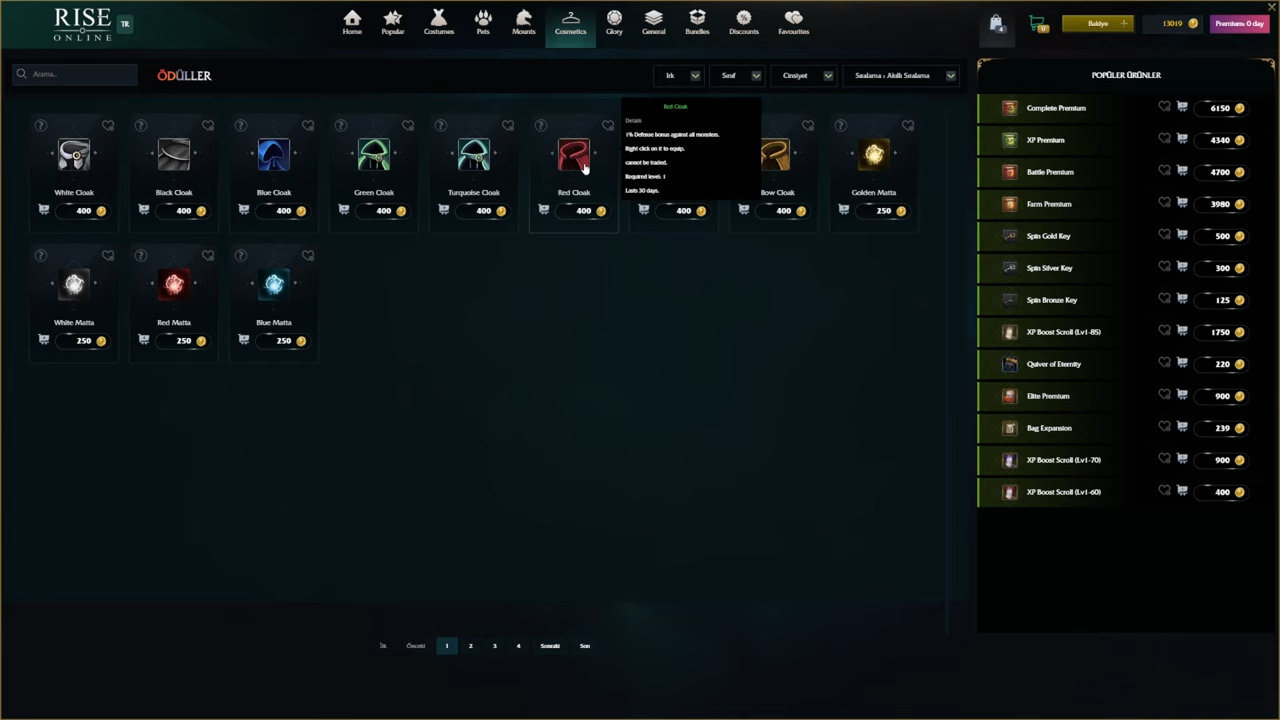 RISE
ONLINE
TR
Home
Popular
Costumes
Pets
Mounts
Cosmetics
Glory
General
Bundles
Discounts
Favourites
4
0
Bakiye +
13019
Premium: 0 day
Arama..
ÖDÜLLER
Irk
Sınıf
Cinsiyet
Sıralama : Akıllı Sıralama
POPÜLER ÜRÜNLER
Red Cloak
Details
1% Defense bonus against all monsters.
Right click on it to equip.
cannot be traded.
Required level: 1
Lasts 30 days.
White Cloak
400
Black Cloak
400
Blue Cloak
400
Green Cloak
400
Turquoise Cloak
400
Red Cloak
400
400
llow Cloak
400
Golden Matta
250
White Matta
250
Red Matta
250
Blue Matta
250
Complete Premium 6150
XP Premium 4340
Battle Premium 4700
Farm Premium 3980
Spin Gold Key 500
Spin Silver Key 300
Spin Bronze Key 125
XP Boost Scroll (Lv1-85) 1750
Quiver of Eternity 220
Elite Premium 900
Bag Expansion 239
XP Boost Scroll (Lv1-70) 900
XP Boost Scroll (Lv1-60) 400
İlk Önceki 1 2 3 4 Sonraki Son